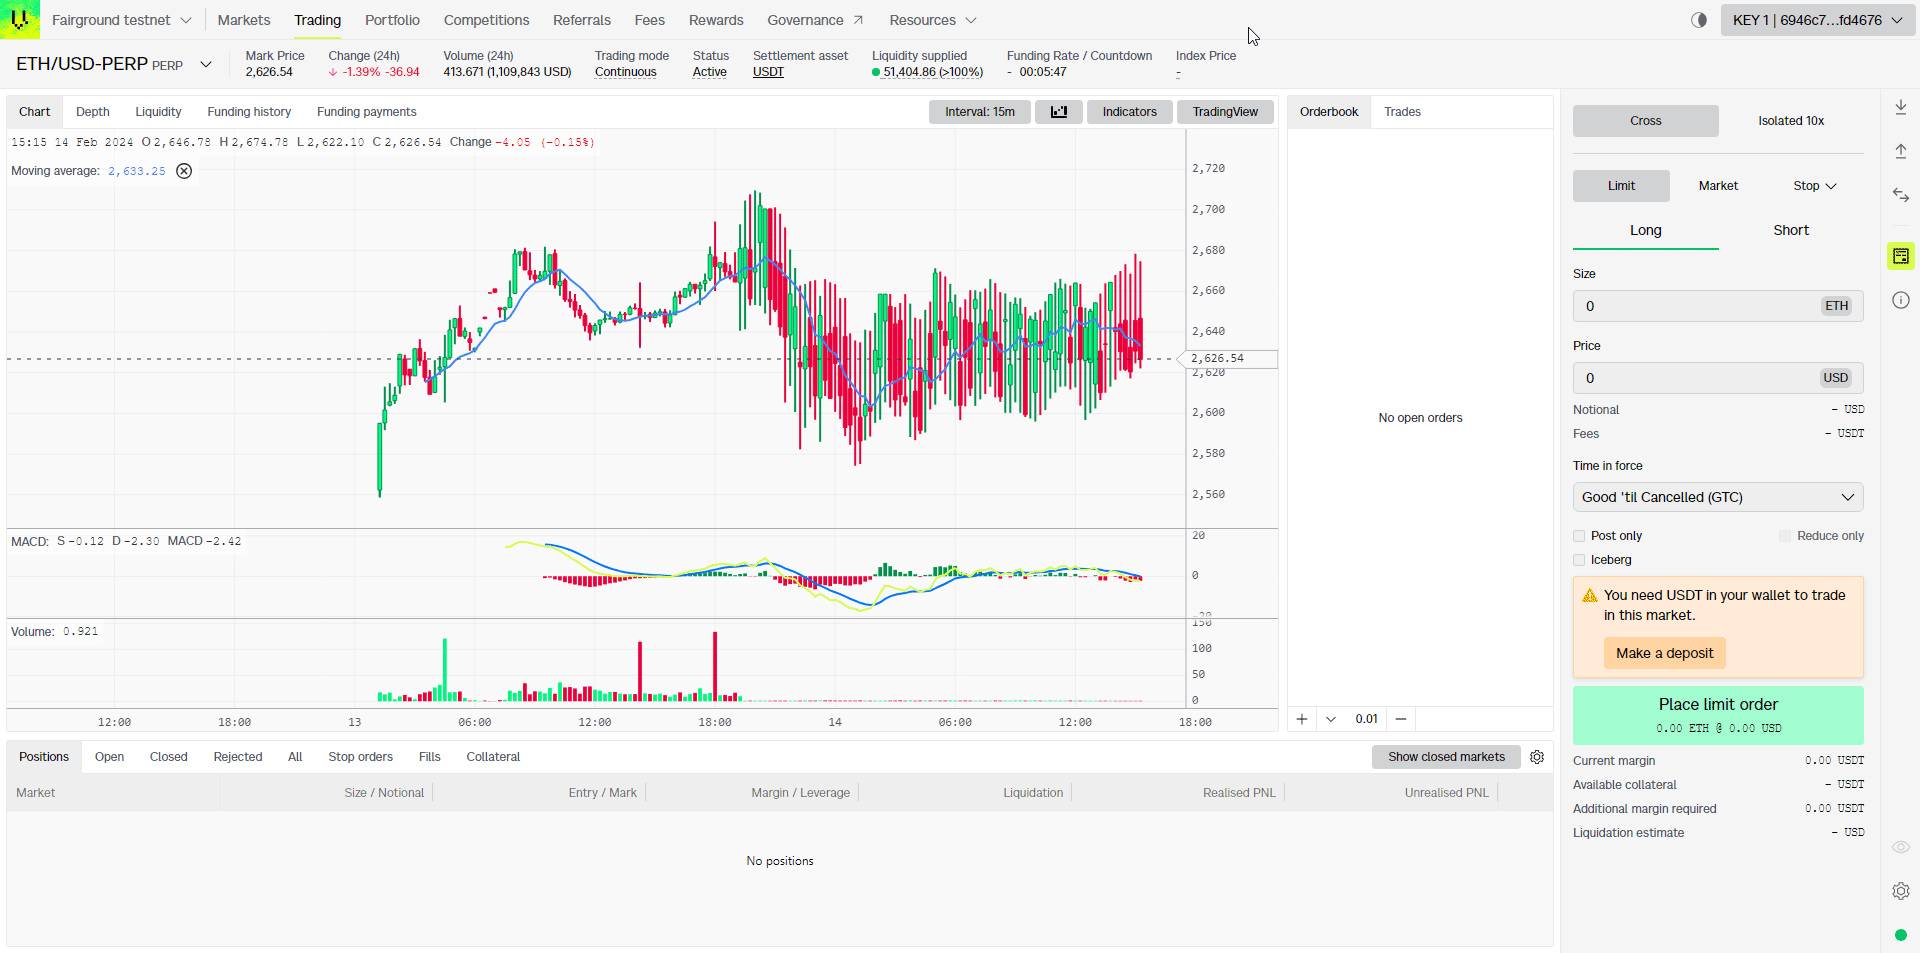 Fairground testnet Markets Trading Portfolio Competitions Referrals Fees Rewards Governance Resources KEY 1 | 6946c7...fd4676
ETH/USD-PERP PERP
Mark Price Change (24h) Volume (24h) Trading mode Status Settlement asset Liquidity supplied Funding Rate / Countdown Index Price
2,626.54 -1.39% -36.94 413.671 (1,109,843 USD) Continuous Active USDT 51,404.86 (>100%) - 00:05:47 -
Chart Depth Liquidity Funding history Funding payments Interval: 15m Indicators TradingView
15:15 14 Feb 2024 O 2,646.78 H 2,674.78 L 2,622.10 C 2,626.54 Change -4.05 (-0.15%)
Moving average: 2,633.25
2,720
2,700
2,680
2,660
2,640
2,626.54
2,620
2,600
2,580
2,560
MACD: S -0.12 D -2.30 MACD -2.42
20
0
-20
Volume: 0.921
150
100
50
0
12:00 18:00 13 06:00 12:00 18:00 14 06:00 12:00 18:00
Orderbook Trades
No open orders
0.01
Cross Isolated 10x
Limit Market Stop
Long Short
Size
0 ETH
Price
0 USD
Notional - USD
Fees - USDT
Time in force
Good 'til Cancelled (GTC)
Post only Reduce only
Iceberg
You need USDT in your wallet to trade
in this market.
Make a deposit
Place limit order
0.00 ETH @ 0.00 USD
Current margin 0.00 USDT
Available collateral - USDT
Additional margin required 0.00 USDT
Liquidation estimate - USD
Positions Open Closed Rejected All Stop orders Fills Collateral Show closed markets
Market Size / Notional Entry / Mark Margin / Leverage Liquidation Realised PNL Unrealised PNL
No positions